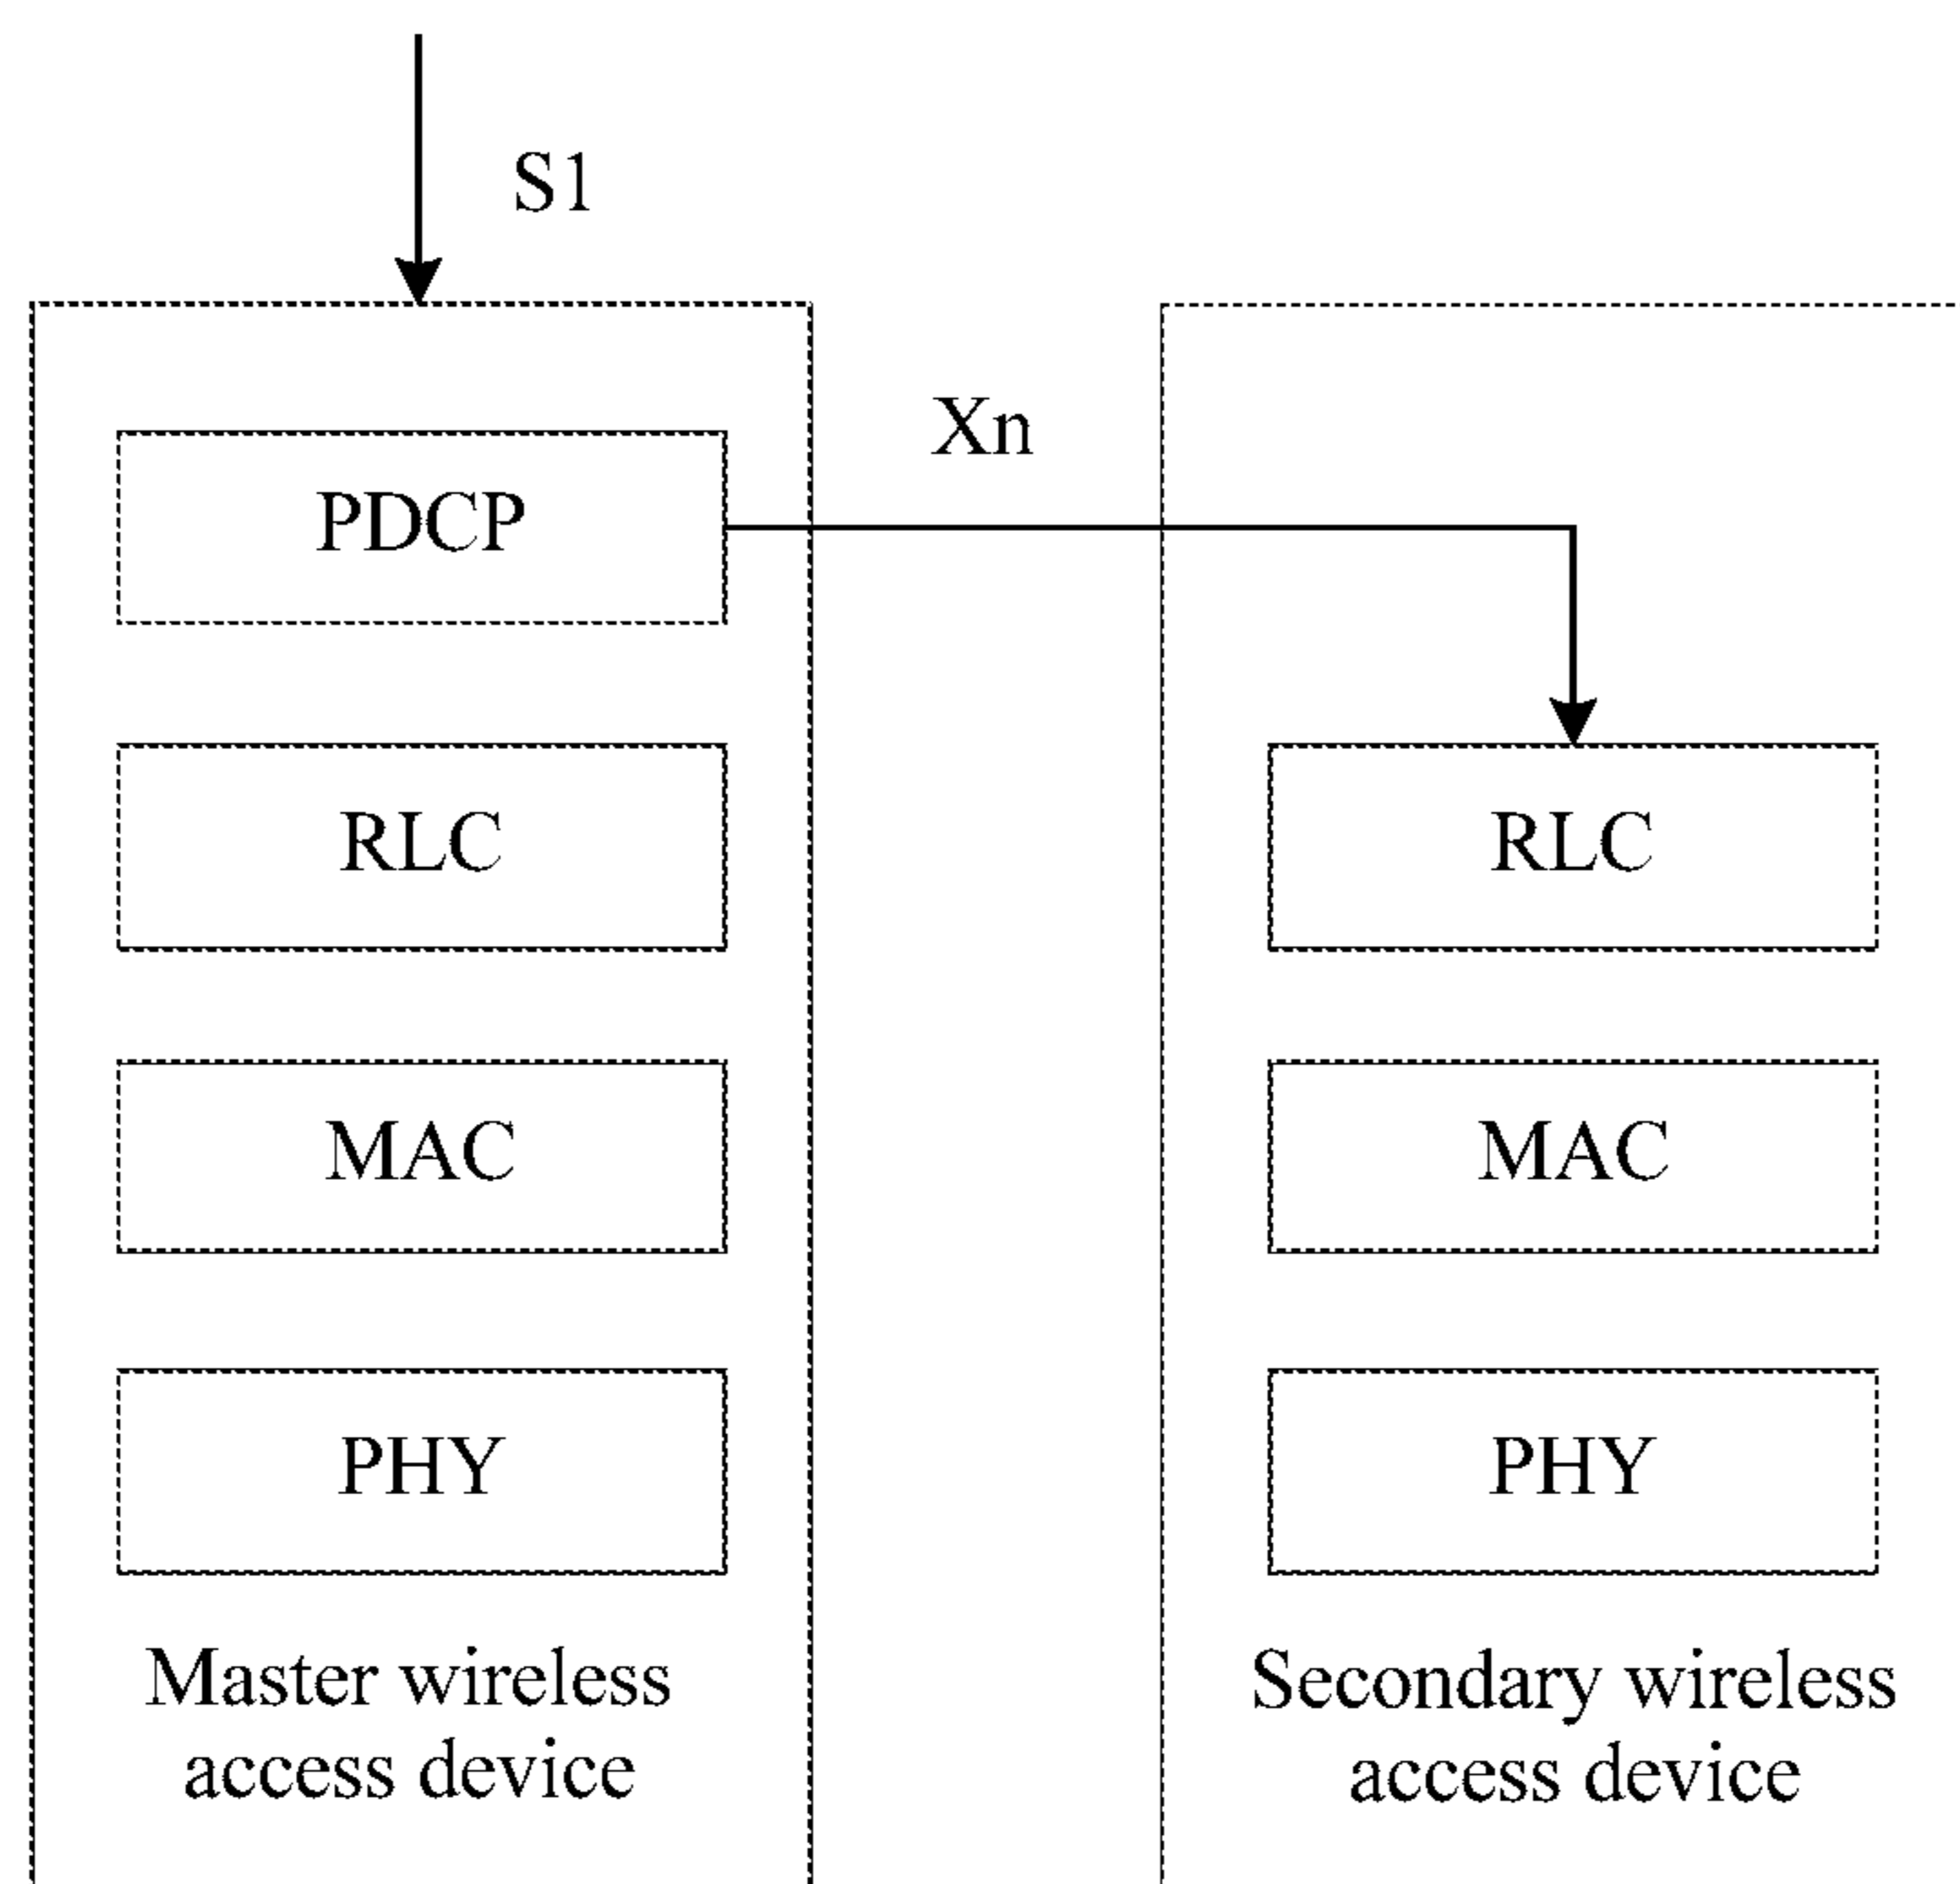 S1
Xn
PDCP
RLC
RLC
MAC
MAC
PHY
PHY
Master wireless
access device
Secondary wireless
access device